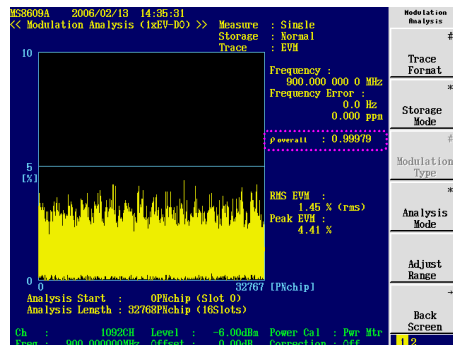 MS8609A 2006/02/13 14:35:31
<< Modulation Analysis (1xEV-DO) >> Measure : Single
Storage : Normal
Trace : EVM
Frequency :
900.000 000 0 MHz
Frequency Error :
0.0 Hz
0.000 ppm
ρ overall : 0.99979
RMS EVM :
1.45 % (rms)
Peak EVM :
4.41 %
10
5
[%]
0
0 32767 [PNchip]
Analysis Start : 0PNchip (Slot 0)
Analysis Length : 32768PNchip (16Slots)
Ch : 1092CH Level : -6.00dBm Power Cal : Pwr Mtr
Freq : 900.000000MHz Offset : 0.00dB Correction : Off
Modulation
Analysis
#
Trace
Format
*
Storage
Mode
#
Modulation
Type
*
Analysis
Mode
Adjust
Range
→
Back
Screen
1 2